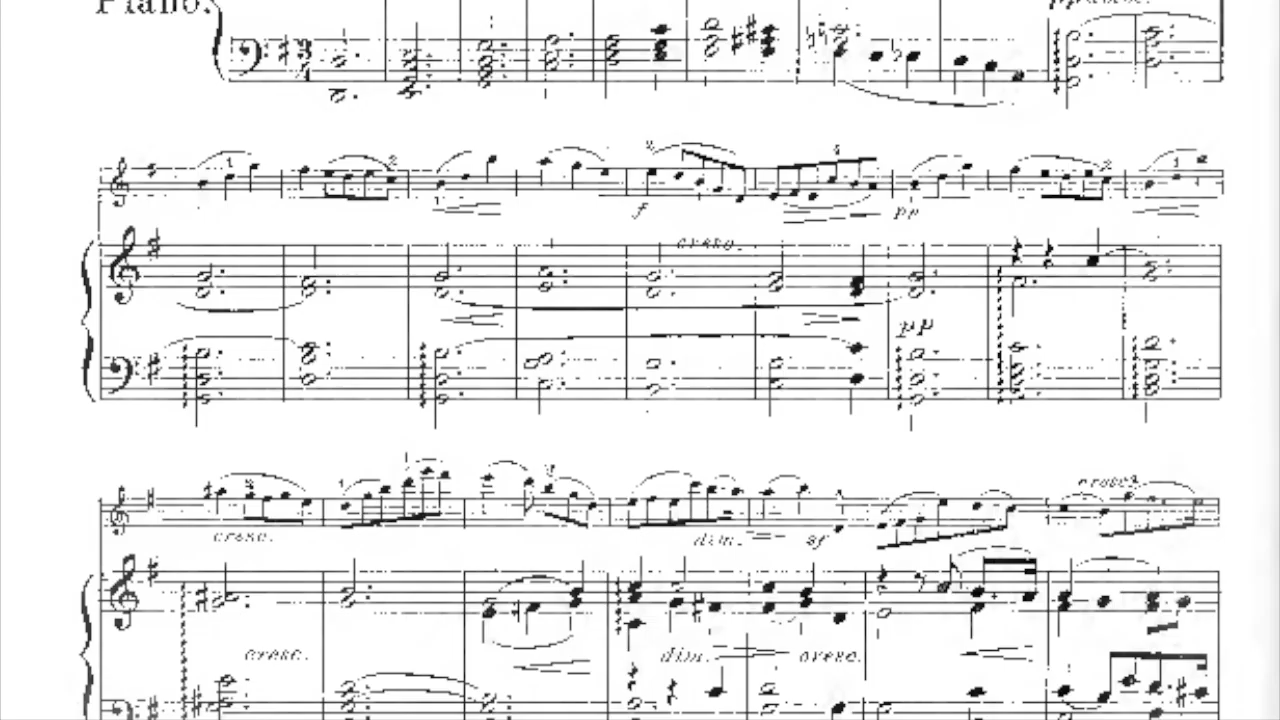 Piano.
f
pp
cresc.
pp
cresc.
dim.
sf
cresc.
cresc.
dim.
cresc.